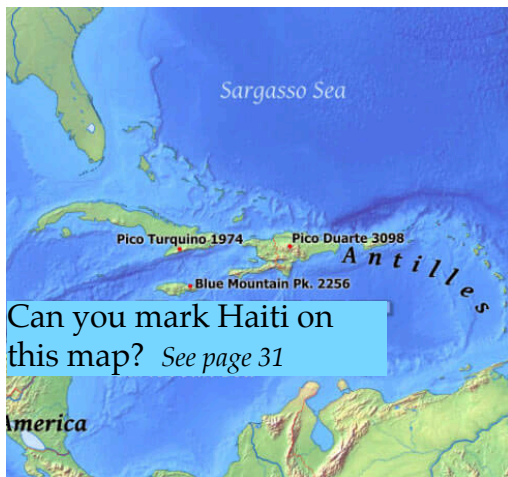 Sargasso Sea
Pico Turquino 1974
Pico Duarte 3098
Antilles
Blue Mountain Pk. 2256
Can you mark Haiti on
this map? See page 31
America